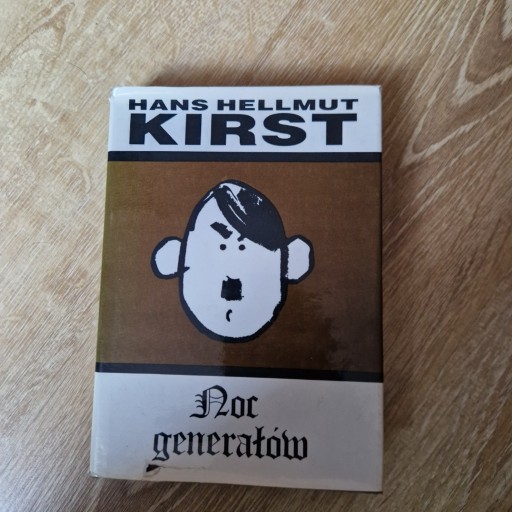 HANS HELLMUT
KIRST
Noc
generałów